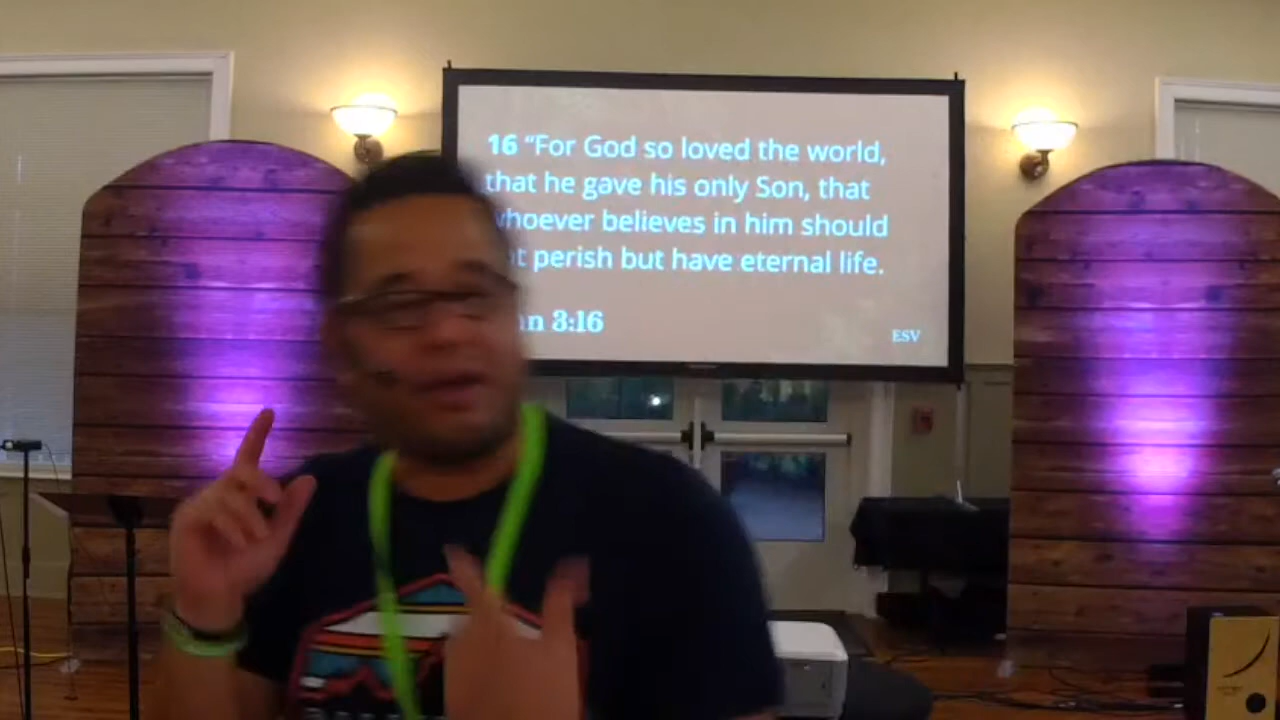 16 “For God so loved the world,
that he gave his only Son, that
whoever believes in him should
perish but have eternal life.
3:16
ESV